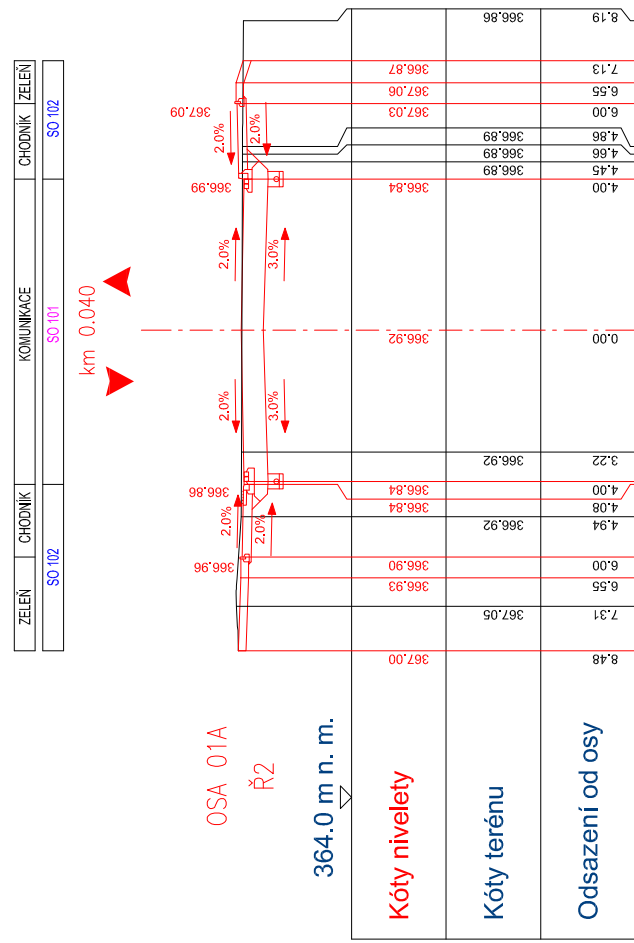 ZELEŇ CHODNÍK KOMUNIKACE CHODNÍK ZELEŇ
SO 102 SO 101 SO 102
km 0.040
OSA 01A
Ř2
366.96 366.86 366.99 367.09
2.0% 2.0% 2.0% 2.0%
2.0% 3.0% 3.0% 2.0%
364.0 m n. m.
Kóty nivelety 367.00 366.93 366.90 366.84 366.84 366.92 366.84 367.03 367.06 366.87
Kóty terénu 367.05 366.92 366.92 366.89 366.89 366.89 366.86
Odsazení od osy 8.48 7.31 6.55 6.00 4.94 4.08 4.00 3.22 0.00 4.00 4.45 4.66 4.86 6.00 6.55 7.13 8.19